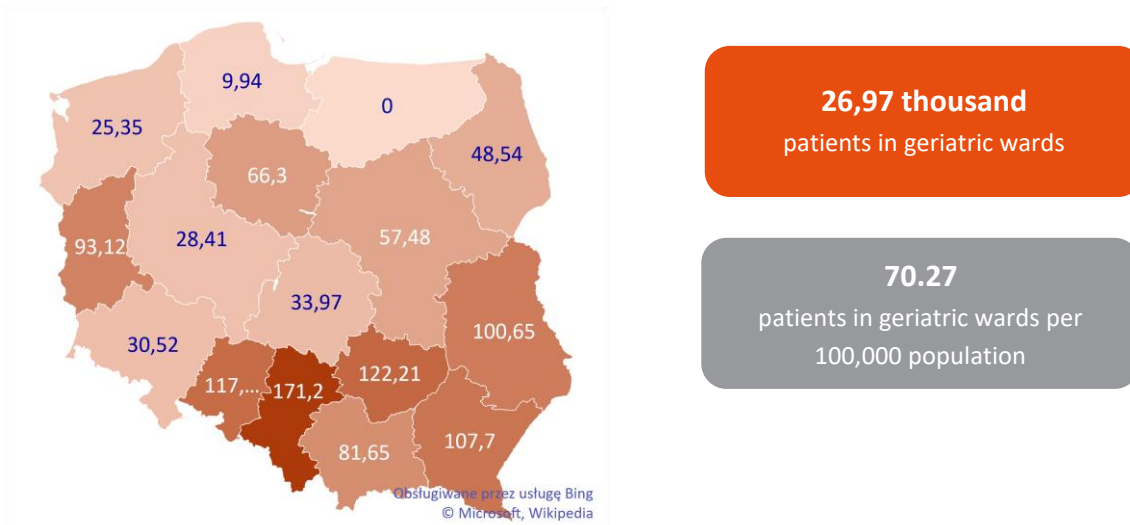 9,94
0
25,35
48,54
66,3
93,12
28,41
57,48
33,97
30,52
100,65
117,...
171,2
122,21
81,65
107,7
Obsługiwane przez usługę Bing
© Microsoft, Wikipedia
26,97 thousand
patients in geriatric wards
70.27
patients in geriatric wards per
100,000 population